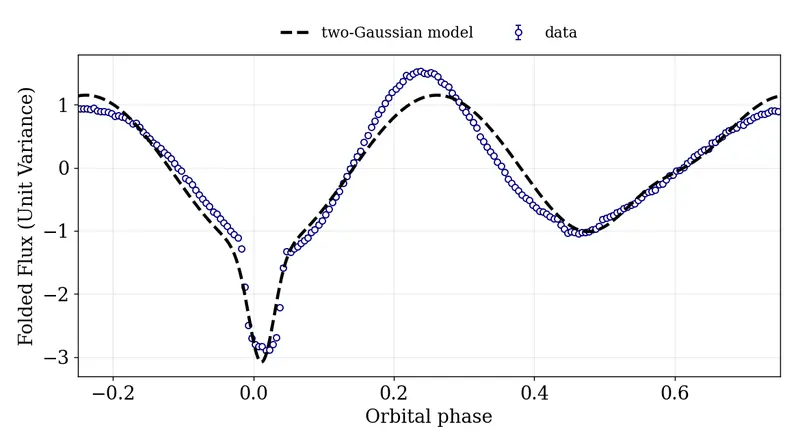 two-Gaussian model
data
Folded Flux (Unit Variance)
1
0
−1
−2
−3
−0.2
0.0
0.2
0.4
0.6
Orbital phase